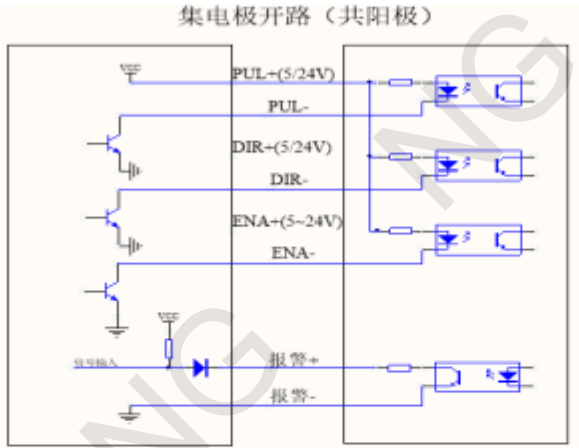 集电极开路（共阳极）
VCC
PUL+(5/24V)
PUL-
DIR+(5/24V)
DIR-
ENA+(5~24V)
ENA-
VCC
信号输入
报警+
报警-
NG
NG